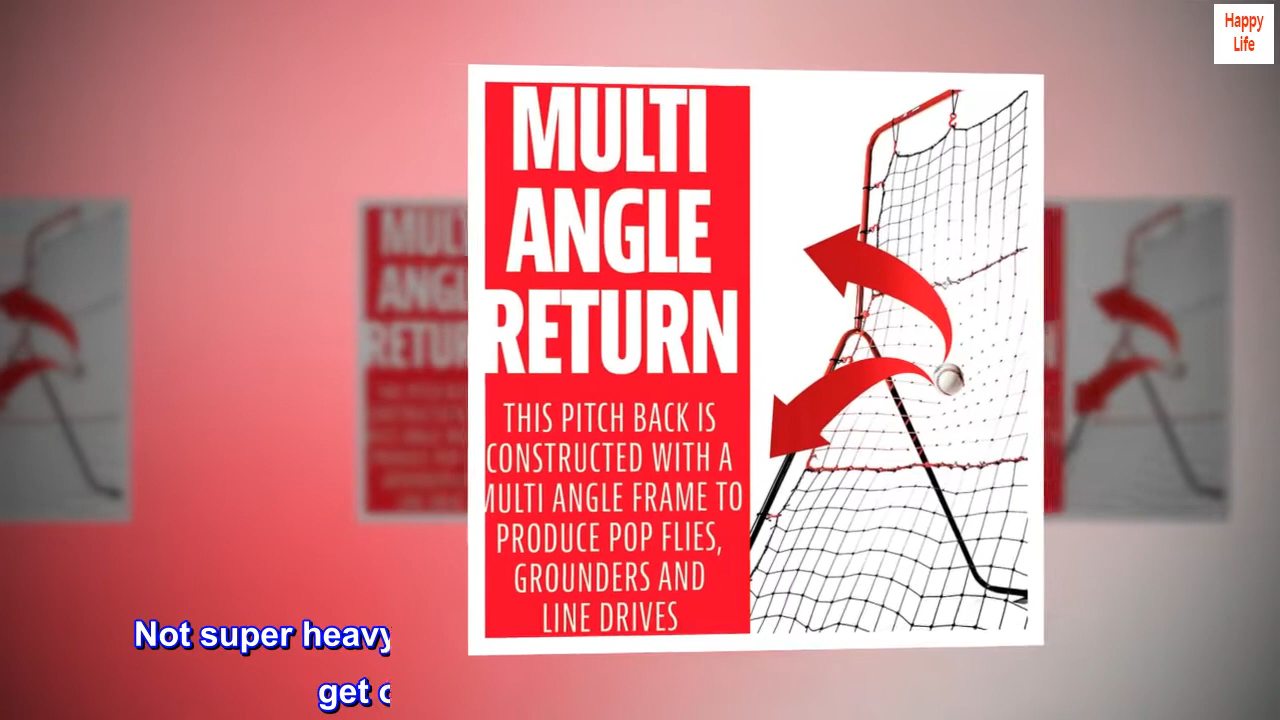 Happy
Life
MULTI
ANGLE
RETURN
THIS PITCH BACK IS
CONSTRUCTED WITH A
MULTI ANGLE FRAME TO
PRODUCE POP FLIES,
GROUNDERS AND
LINE DRIVES
Not super heavy
get